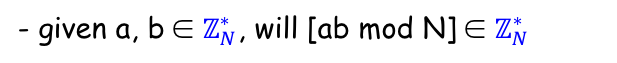 - given a, b ∈ ℤ*_N, will [ab mod N] ∈ ℤ*_N